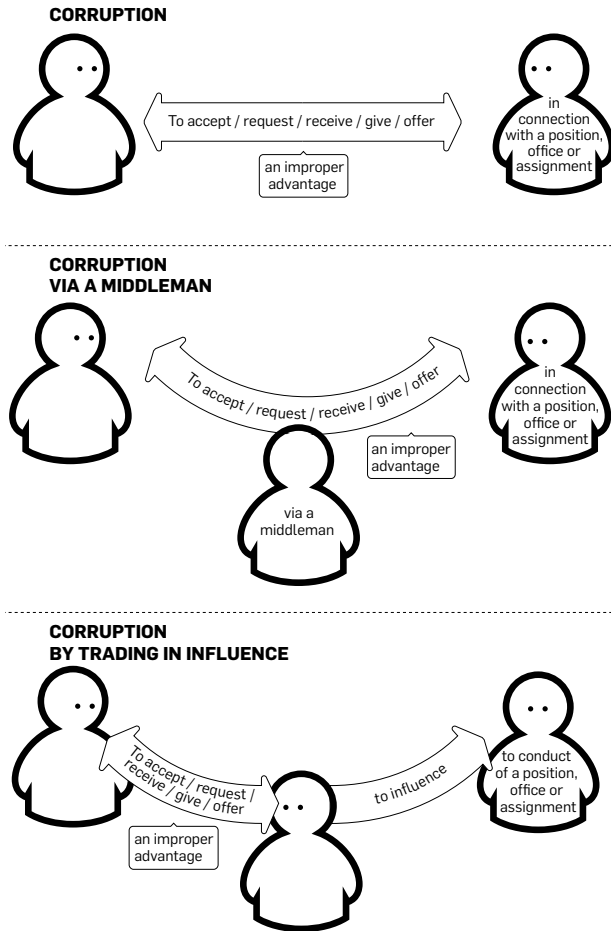 CORRUPTION
To accept / request / receive / give / offer
an improper
advantage
in
connection
with a position,
office or
assignment
CORRUPTION
VIA A MIDDLEMAN
To accept / request / receive / give / offer
an improper
advantage
via a
middleman
in
connection
with a position,
office or
assignment
CORRUPTION
BY TRADING IN INFLUENCE
To accept / request /
receive / give / offer
an improper
advantage
to influence
to conduct
of a position,
office or
assignment